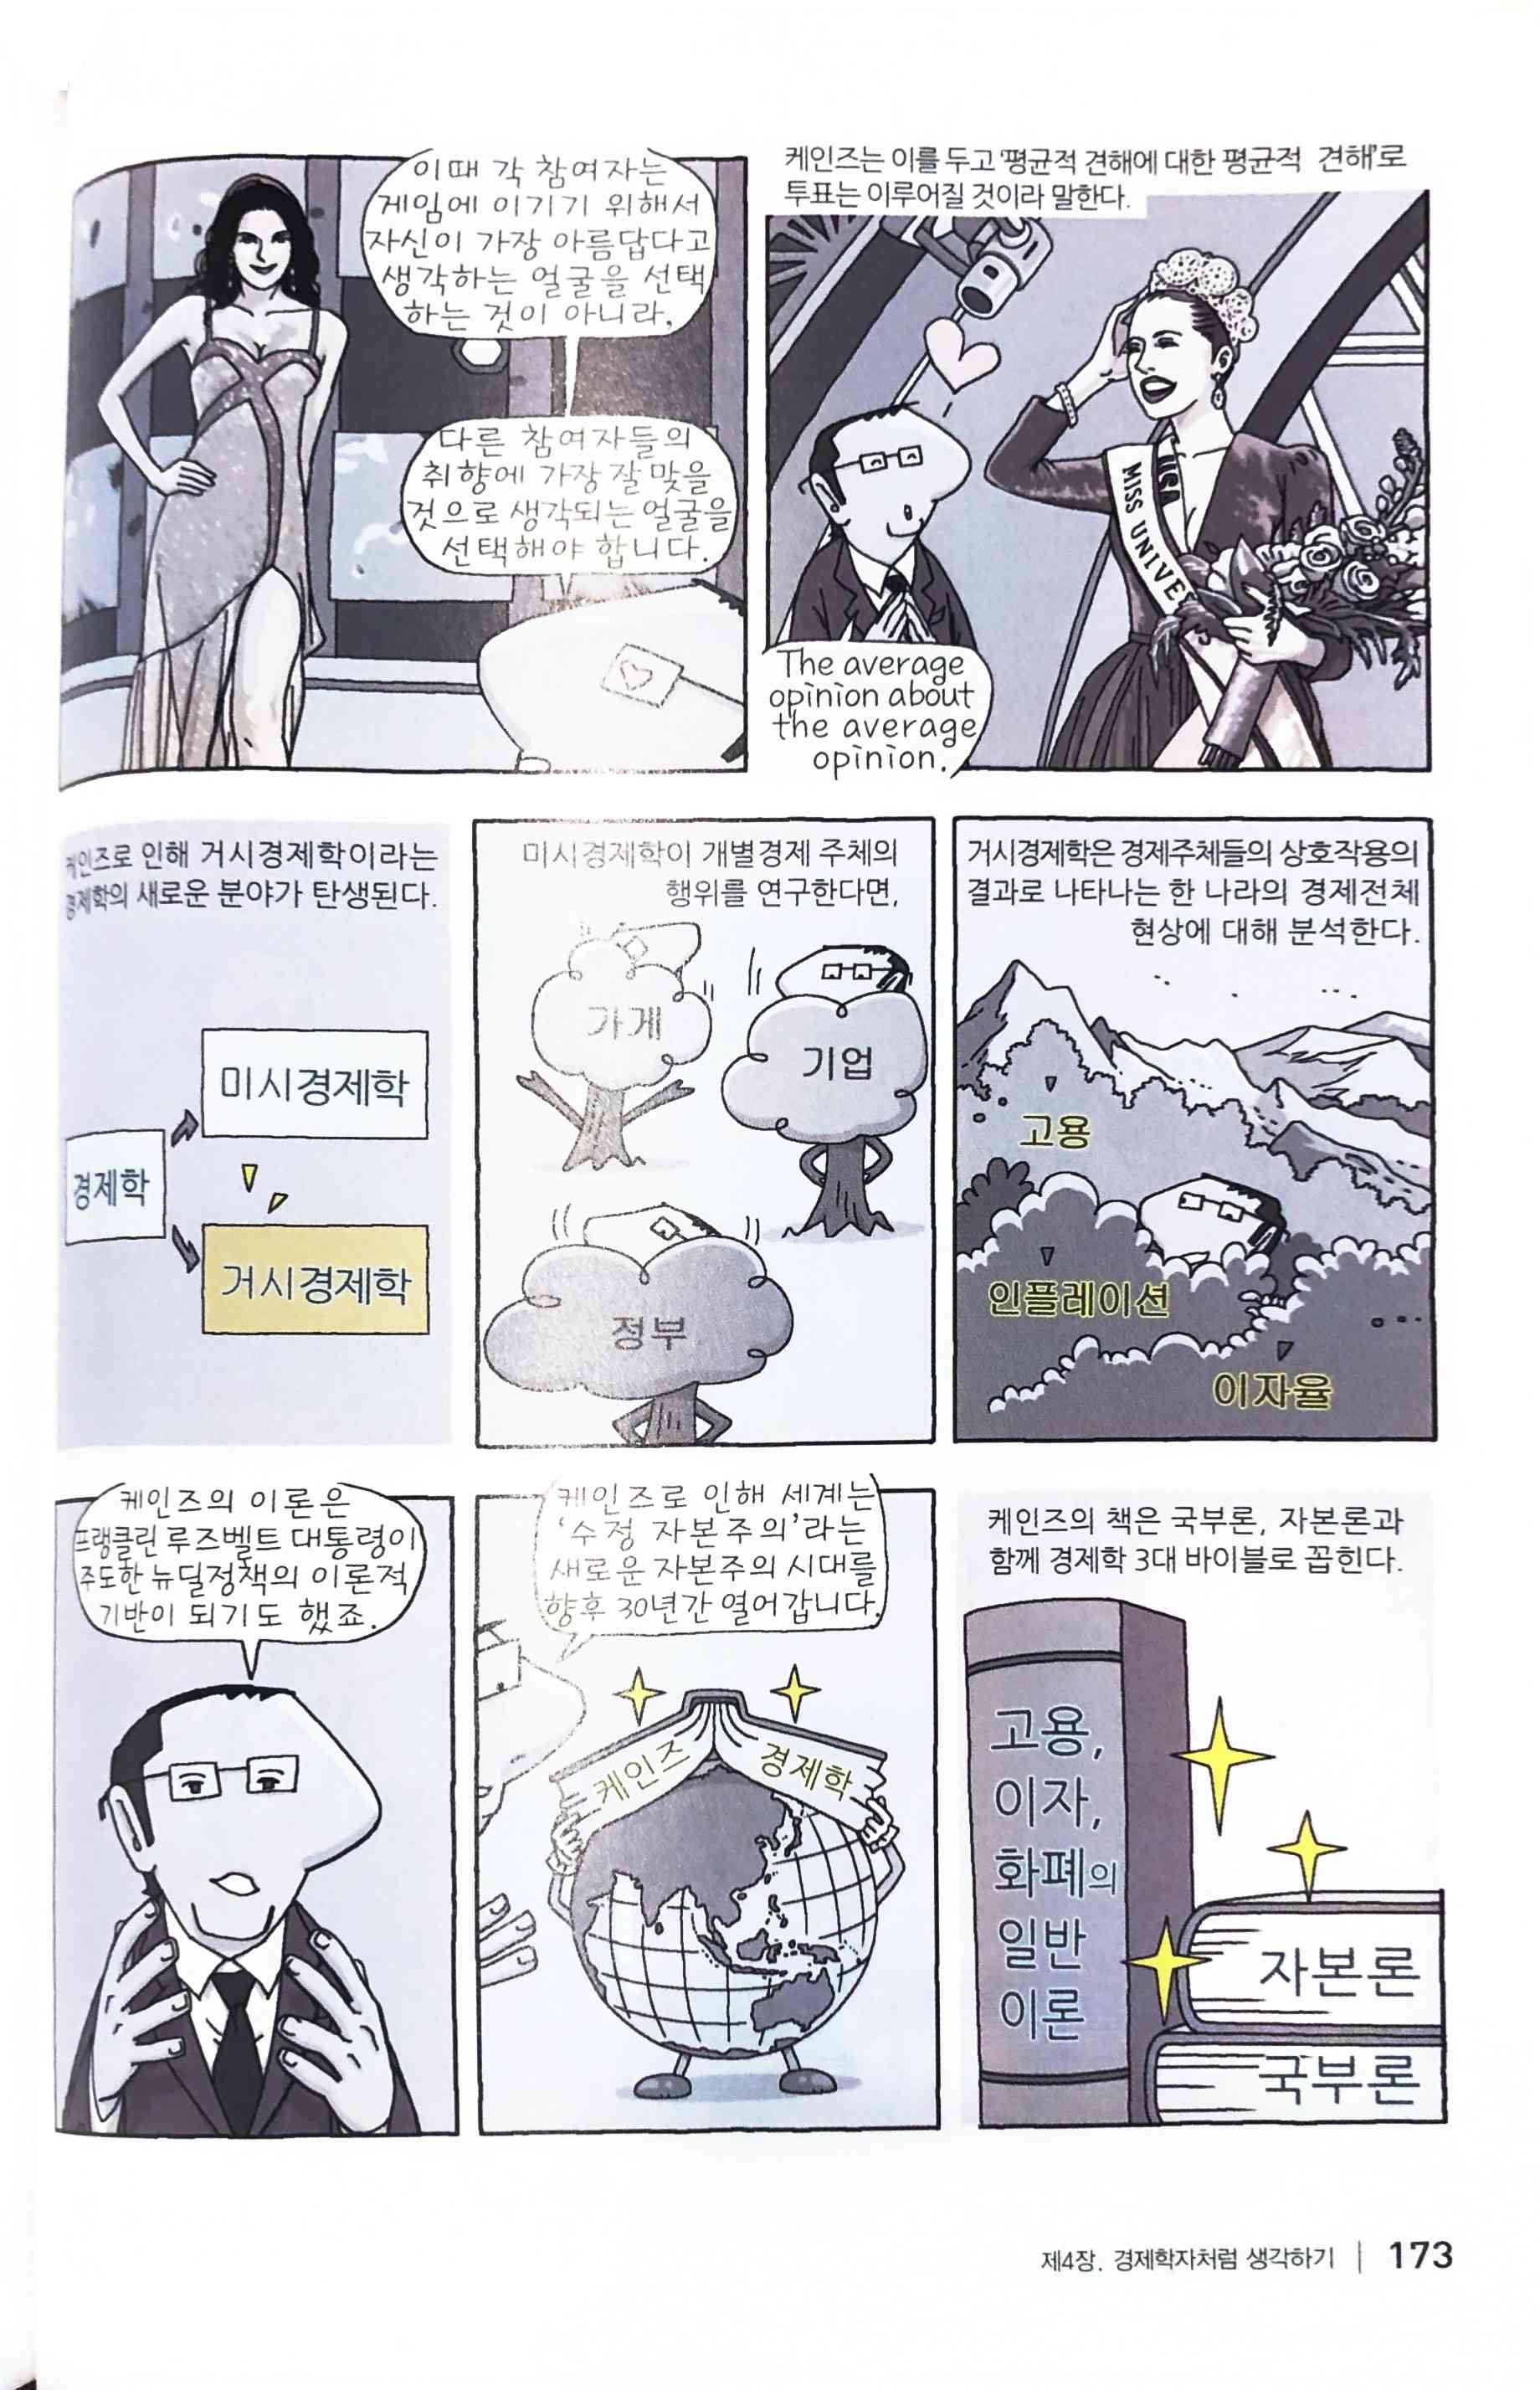 이때 각 참여자는
게임에 이기기 위해서
자신이 가장 아름답다고
생각하는 얼굴을 선택
하는 것이 아니라,
다른 참여자들의
취향에 가장 잘 맞을
것으로 생각되는 얼굴을
선택해야 합니다.
케인즈는 이를 두고 '평균적 견해에 대한 평균적 견해'로
투표는 이루어질 것이라 말한다.
USA
MISS UNIVE
The average
opinion about
the average
opinion.
케인즈로 인해 거시경제학이라는
경제학의 새로운 분야가 탄생된다.
미시경제학
경제학
거시경제학
미시경제학이 개별경제 주체의
행위를 연구한다면,
가게
기업
정부
거시경제학은 경제주체들의 상호작용의
결과로 나타나는 한 나라의 경제전체
현상에 대해 분석한다.
고용
인플레이션
이자율
케인즈의 이론은
프랭클린 루즈벨트 대통령이
주도한 뉴딜정책의 이론적
기반이 되기도 했죠.
케인즈로 인해 세계는
'수정 자본주의'라는
새로운 자본주의 시대를
향후 30년간 열어갑니다.
케인즈 경제학
케인즈의 책은 국부론, 자본론과
함께 경제학 3대 바이블로 꼽힌다.
고용,
이자,
화폐의
일반
이론
자본론
국부론
제4장. 경제학자처럼 생각하기 | 173